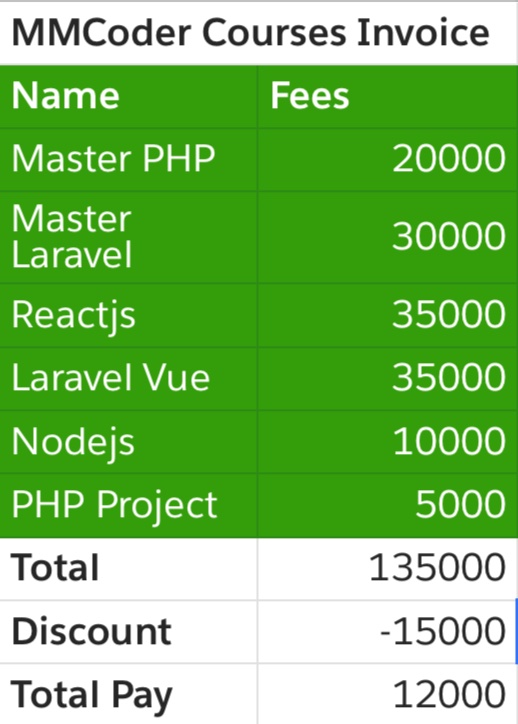 MMCoder Courses Invoice
Name Fees
Master PHP 20000
Master
Laravel 30000
Reactjs 35000
Laravel Vue 35000
Nodejs 10000
PHP Project 5000
Total 135000
Discount -15000
Total Pay 12000